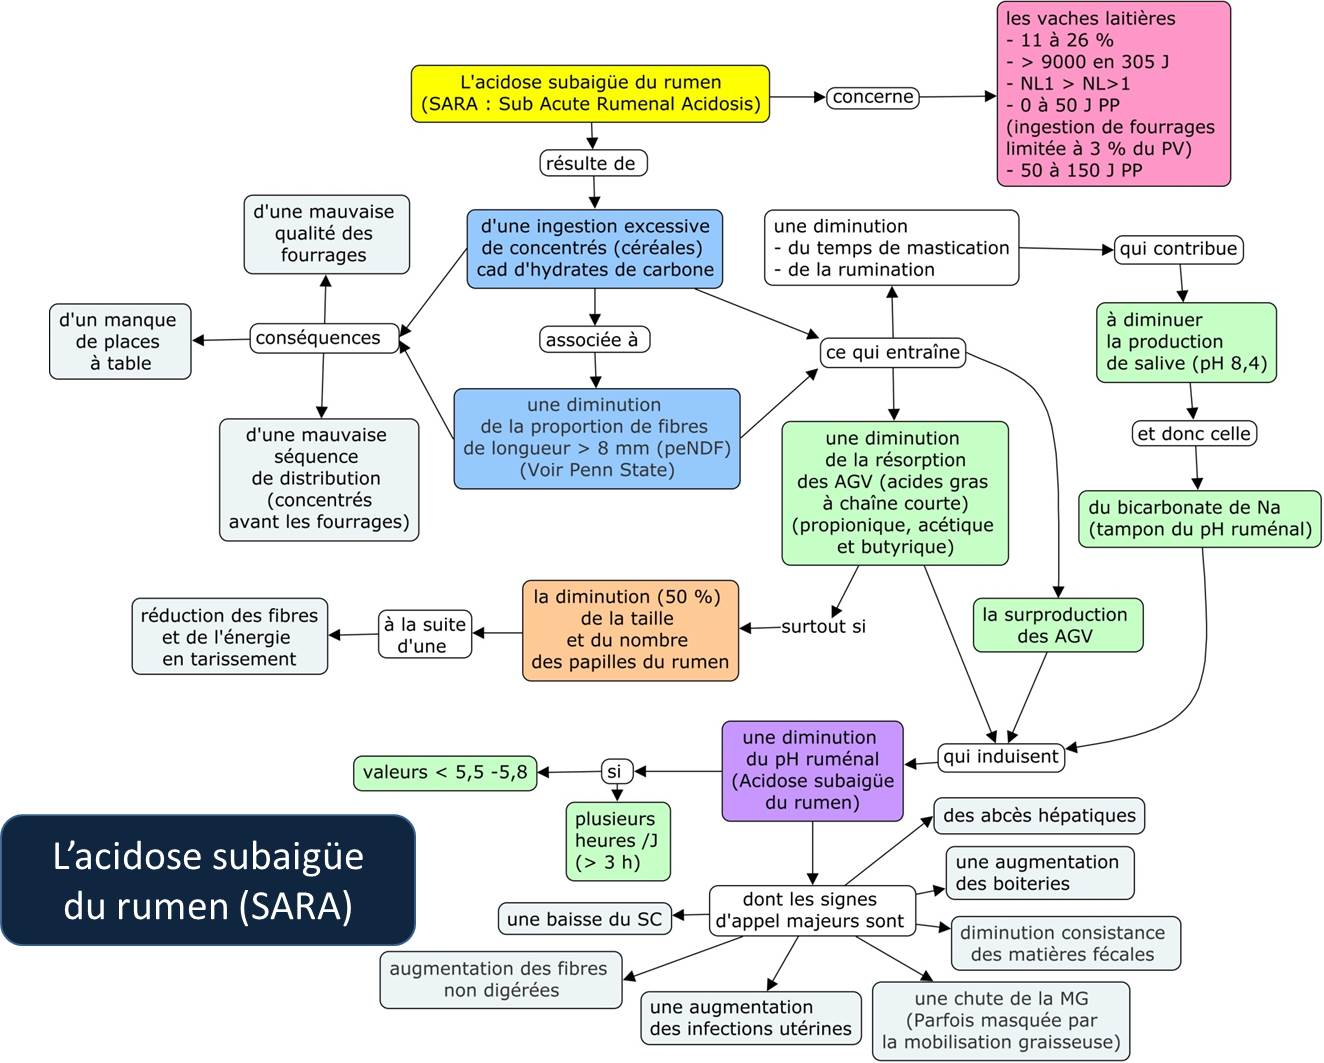 les vaches laitières
- 11 à 26 %
- > 9000 en 305 J
- NL1 > NL>1
- 0 à 50 J PP
(ingestion de fourrages
limitée à 3 % du PV)
- 50 à 150 J PP
L'acidose subaigüe du rumen
(SARA : Sub Acute Rumenal Acidosis)
concerne
résulte de
d'une mauvaise
qualité des
fourrages
d'une ingestion excessive
de concentrés (céréales)
cad d'hydrates de carbone
une diminution
- du temps de mastication
- de la rumination
qui contribue
d'un manque
de places
à table
conséquences
associée à
ce qui entraîne
à diminuer
la production
de salive (pH 8,4)
d'une mauvaise
séquence
de distribution
(concentrés
avant les fourrages)
une diminution
de la proportion de fibres
de longueur > 8 mm (peNDF)
(Voir Penn State)
et donc celle
une diminution
de la résorption
des AGV (acides gras
à chaîne courte)
(propionique, acétique
et butyrique)
du bicarbonate de Na
(tampon du pH ruménal)
réduction des fibres
et de l'énergie
en tarissement
à la suite
d'une
la diminution (50 %)
de la taille
et du nombre
des papilles du rumen
surtout si
la surproduction
des AGV
valeurs < 5,5 -5,8
si
une diminution
du pH ruménal
(Acidose subaigüe
du rumen)
qui induisent
plusieurs
heures /J
(> 3 h)
des abcès hépatiques
L'acidose subaigüe
du rumen (SARA)
une augmentation
des boiteries
une baisse du SC
dont les signes
d'appel majeurs sont
diminution consistance
des matières fécales
augmentation des fibres
non digérées
une augmentation
des infections utérines
une chute de la MG
(Parfois masquée par
la mobilisation graisseuse)